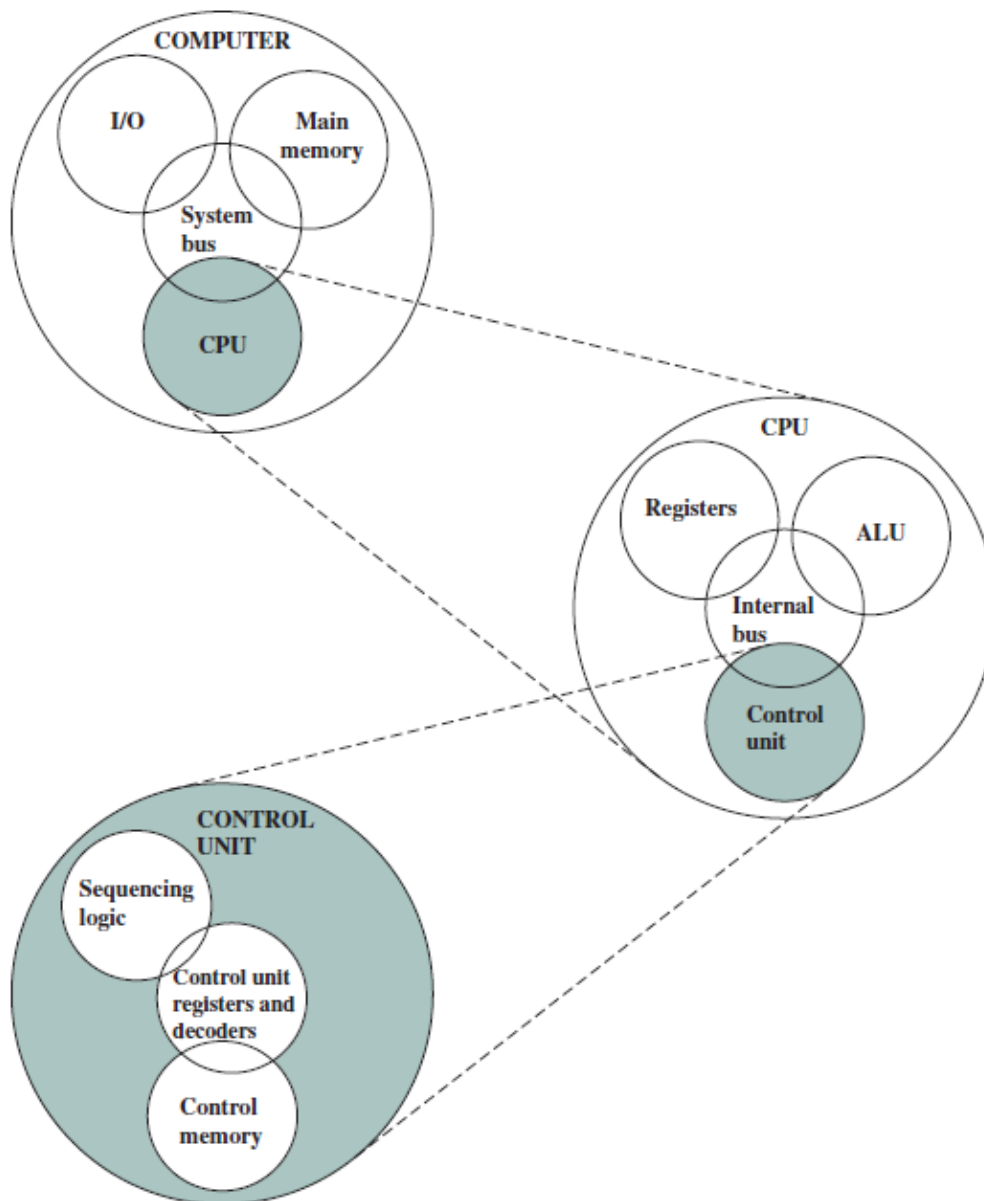 COMPUTER
I/O
Main
memory
System
bus
CPU
CPU
Registers
ALU
Internal
bus
Control
unit
CONTROL
UNIT
Sequencing
logic
Control unit
registers and
decoders
Control
memory